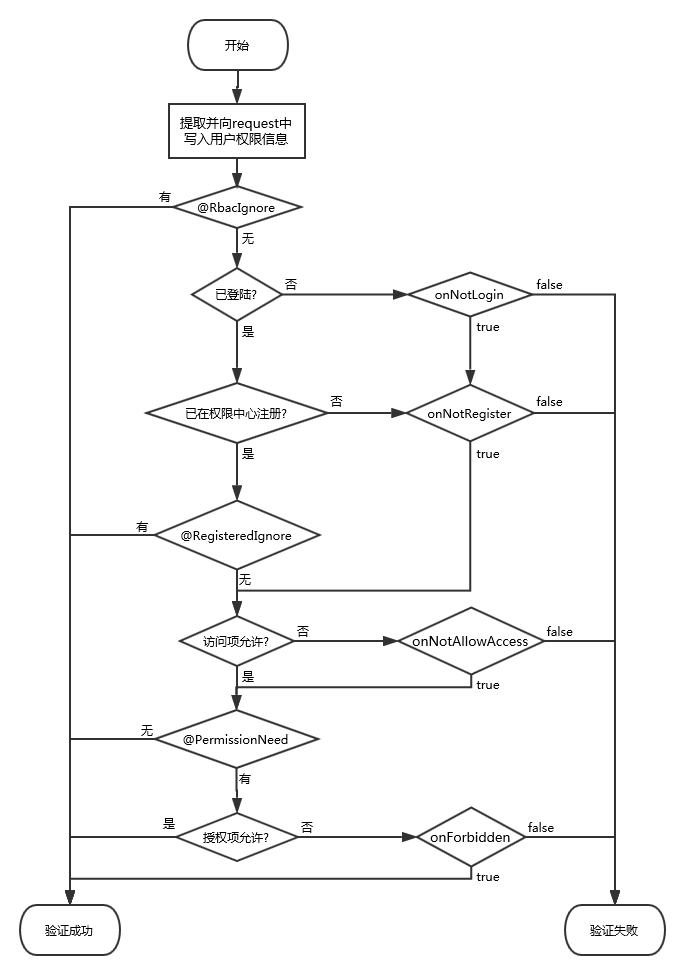 开始
提取并向request中
写入用户权限信息
有
@RbacIgnore
无
已登陆?
否
onNotLogin
false
是
true
已在权限中心注册?
否
onNotRegister
false
是
true
有
@RegisteredIgnore
无
访问项允许?
否
onNotAllowAccess
false
是
true
无
@PermissionNeed
有
是
授权项允许?
否
onForbidden
false
true
验证成功
验证失败